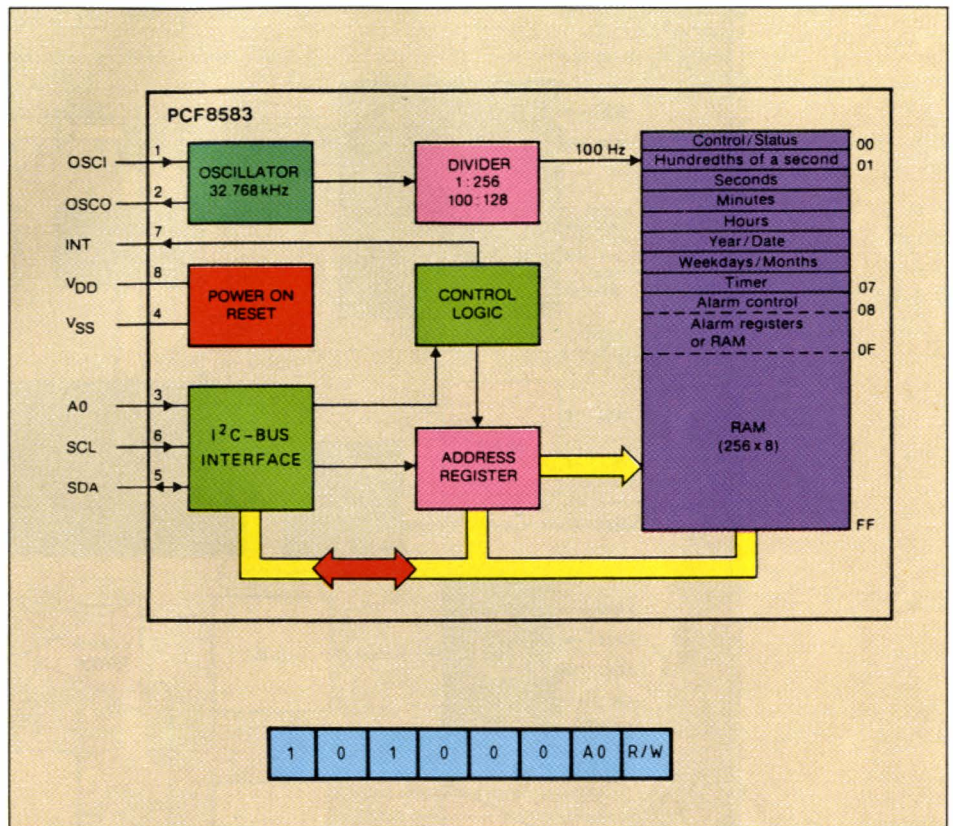 PCF8583
OSCI
1
OSCO
2
INT
7
VDD
8
VSS
4
A0
3
SCL
6
SDA
5
OSCILLATOR
32 768 kHz
DIVIDER
1 : 256
100 : 128
100 Hz
POWER ON
RESET
CONTROL
LOGIC
I²C-BUS
INTERFACE
ADDRESS
REGISTER
Control/Status
00
Hundredths of a second
01
Seconds
Minutes
Hours
Year/Date
Weekdays/Months
Timer
07
Alarm control
08
Alarm registers
or RAM
0F
RAM
(256 x 8)
FF
1 0 1 0 0 0 A0 R/W